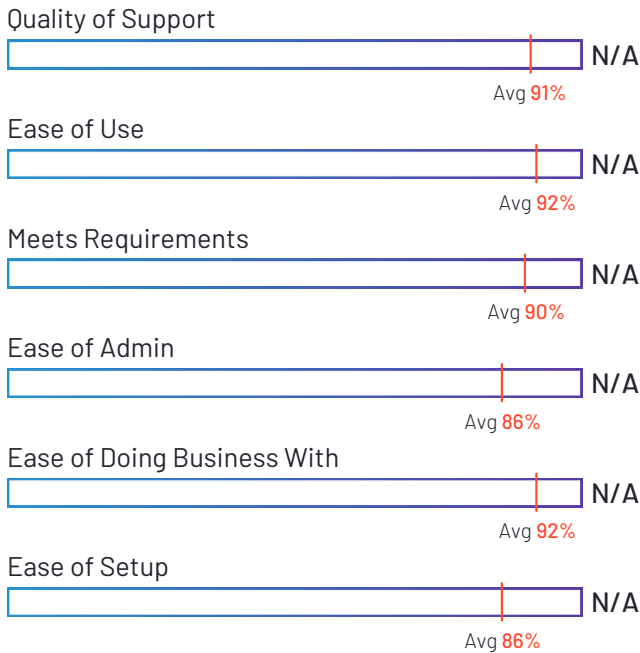 Quality of Support
N/A
Avg 91%
Ease of Use
N/A
Avg 92%
Meets Requirements
N/A
Avg 90%
Ease of Admin
N/A
Avg 86%
Ease of Doing Business With
N/A
Avg 92%
Ease of Setup
N/A
Avg 86%